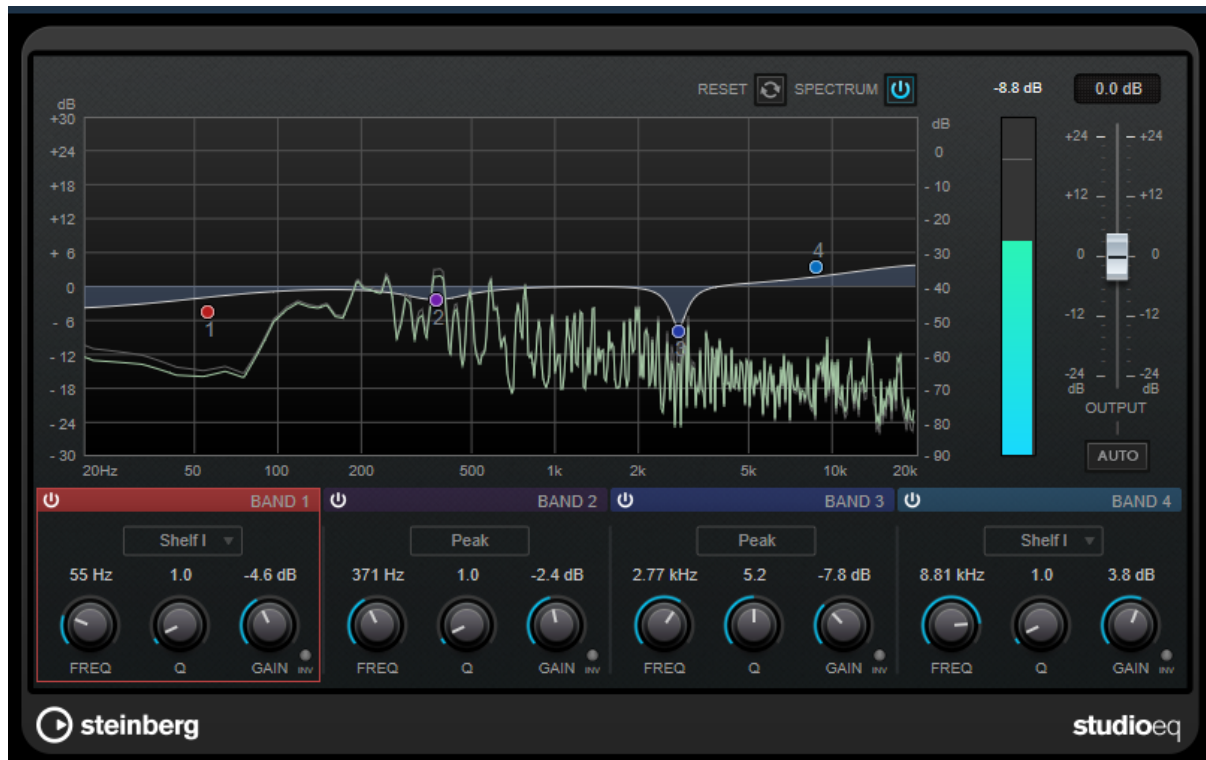 RESET SPECTRUM -8.8 dB 0.0 dB
dB
+30
+24
+18
+12
+ 6
0
- 6
- 12
- 18
- 24
- 30
1
2
3
4
dB
0
- 10
- 20
- 30
- 40
- 50
- 60
- 70
- 80
- 90
20Hz 50 100 200 500 1k 2k 5k 10k 20k
+24 +24
+12 +12
0 0
-12 -12
-24 -24
dB dB
OUTPUT
AUTO
BAND 1 BAND 2 BAND 3 BAND 4
Shelf I Peak Peak Shelf I
55 Hz 1.0 -4.6 dB 371 Hz 1.0 -2.4 dB 2.77 kHz 5.2 -7.8 dB 8.81 kHz 1.0 3.8 dB
FREQ Q GAIN INV FREQ Q GAIN INV FREQ Q GAIN INV FREQ Q GAIN INV
steinberg studioeq